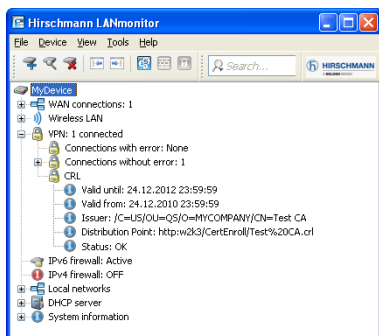 Hirschmann LANmonitor
File Device View Tools Help
Search...
HIRSCHMANN
A BELDEN BRAND
MyDevice
WAN connections: 1
Wireless LAN
VPN: 1 connected
Connections with error: None
Connections without error: 1
CRL
Valid until: 24.12.2012 23:59:59
Valid from: 24.12.2010 23:59:59
Issuer: /C=US/OU=QS/O=MYCOMPANY/CN=Test CA
Distribution Point: http:w2k3/CertEnroll/Test%20CA.crl
Status: OK
IPv6 firewall: Active
IPv4 firewall: OFF
Local networks
DHCP server
System information